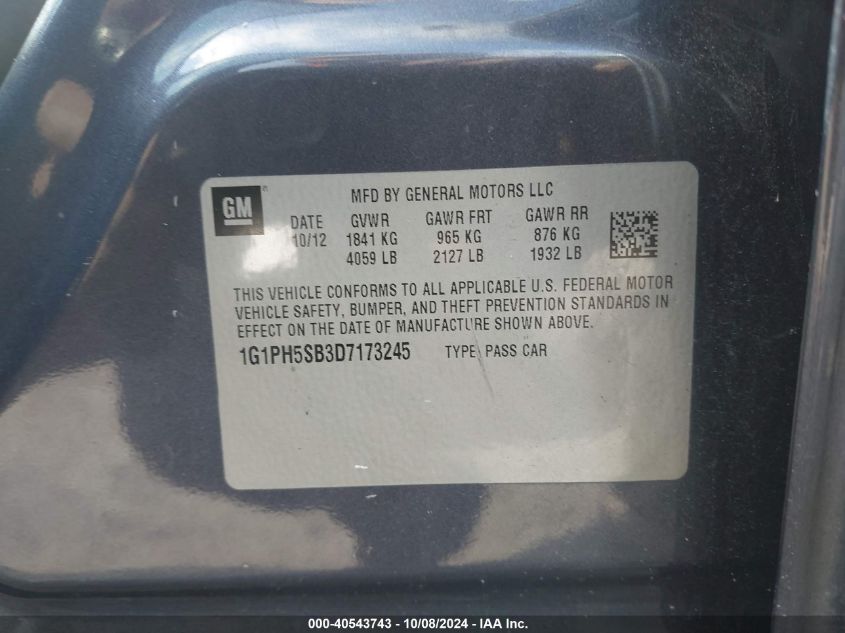 GM
MFD BY GENERAL MOTORS LLC
DATE GVWR GAWR FRT GAWR RR
10/12 1841 KG 965 KG 876 KG
4059 LB 2127 LB 1932 LB
THIS VEHICLE CONFORMS TO ALL APPLICABLE U.S. FEDERAL MOTOR
VEHICLE SAFETY, BUMPER, AND THEFT PREVENTION STANDARDS IN
EFFECT ON THE DATE OF MANUFACTURE SHOWN ABOVE.
1G1PH5SB3D7173245 TYPE: PASS CAR
000-40543743 - 10/08/2024 - IAA Inc.